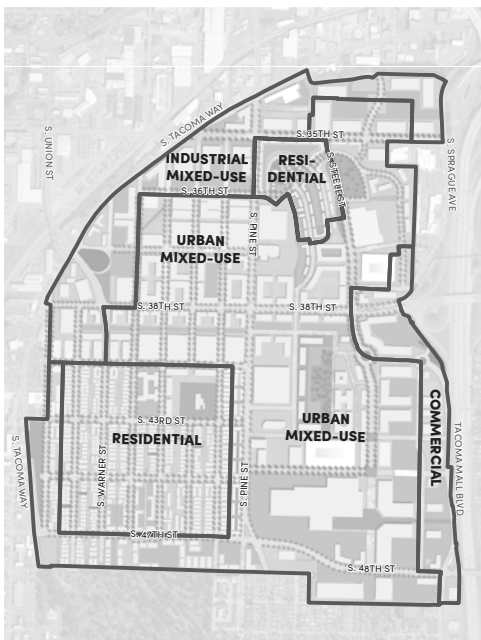 S. TACOMA WAY
S. UNION ST
S. 35TH ST
S. SPRAGUE AVE
INDUSTRIAL
MIXED-USE
RESI-
DENTIAL
S. STEELE ST
S. 36TH ST
S. PINE ST
URBAN
MIXED-USE
S. 38TH ST
S. 38TH ST
COMMERCIAL
S. 43RD ST
URBAN
MIXED-USE
RESIDENTIAL
S. TACOMA WAY
S. WARNER ST
S. PINE ST
TACOMA MALL BLVD
S. 47TH ST
S. 48TH ST